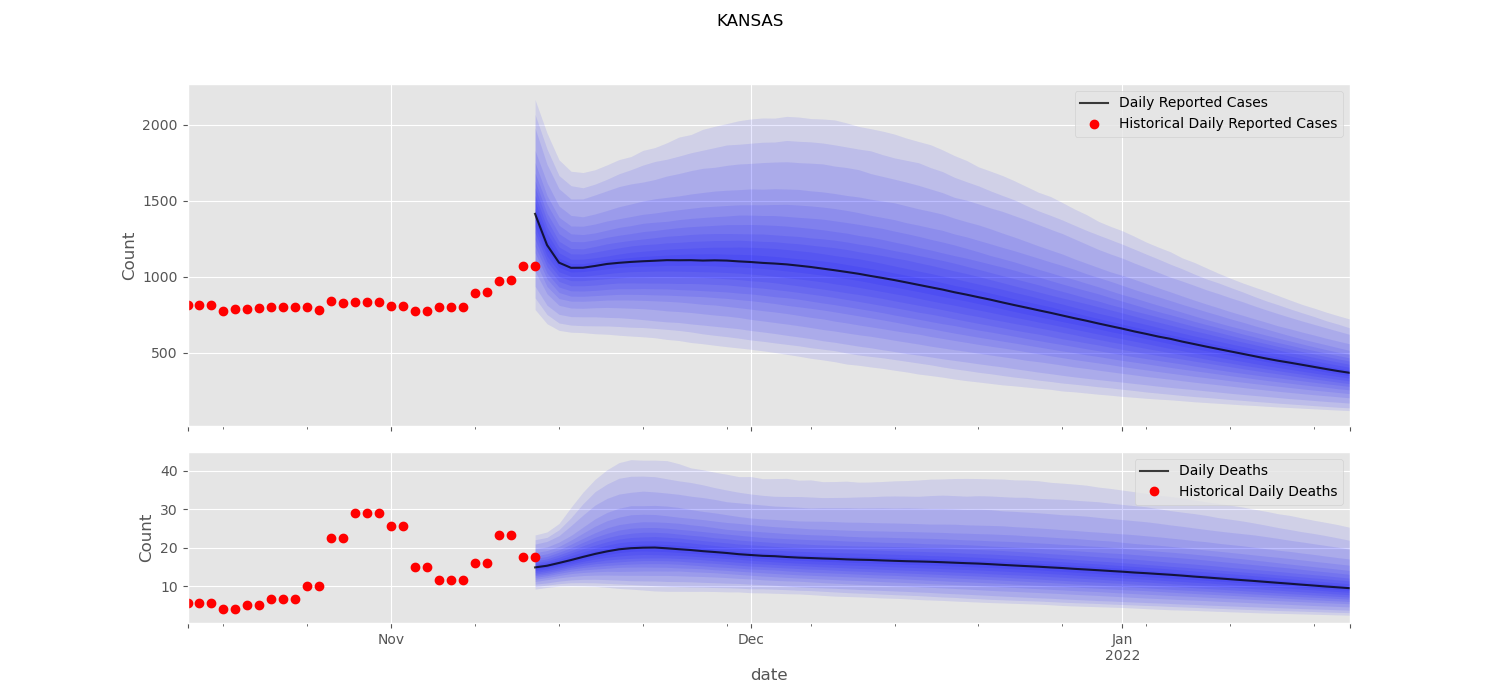 KANSAS
Daily Reported Cases
Historical Daily Reported Cases
2000
1500
1000
500
Count
Daily Deaths
Historical Daily Deaths
40
30
20
10
Count
Nov
Dec
Jan
2022
date